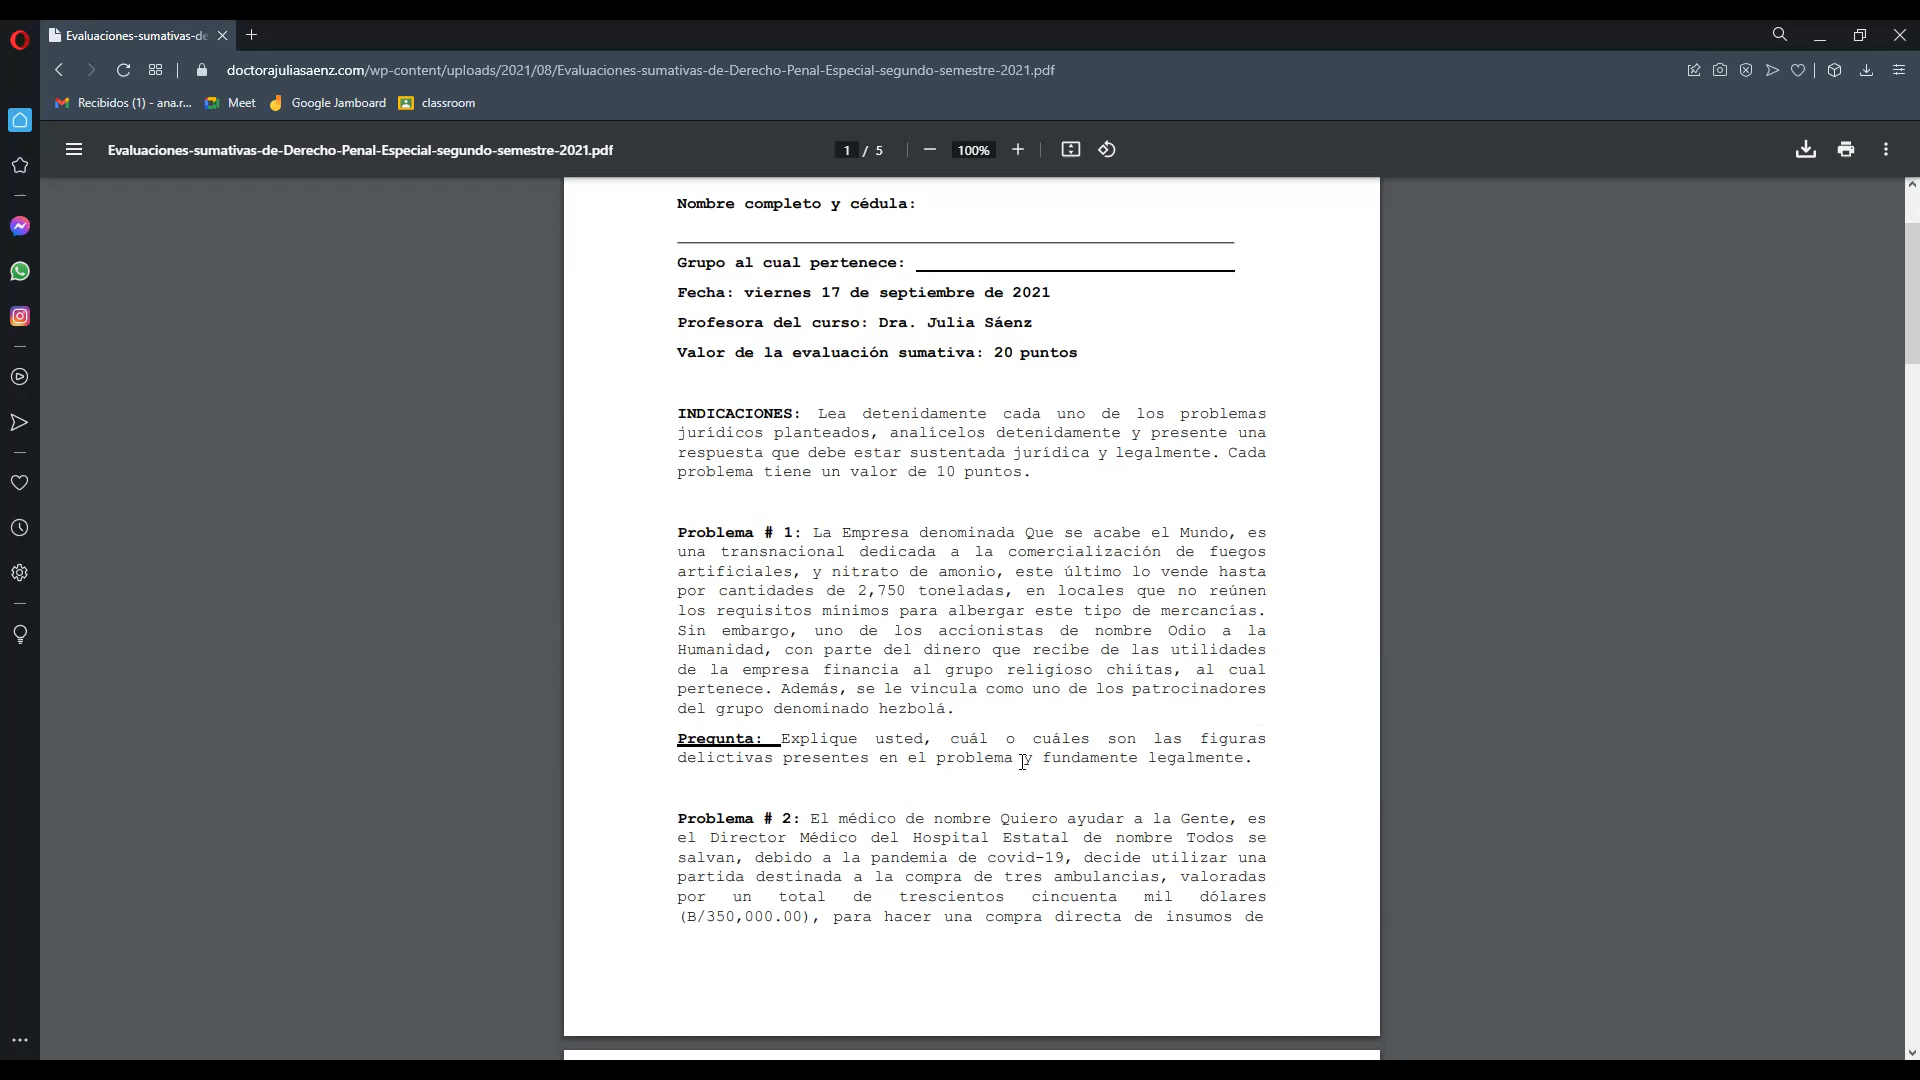 Evaluaciones-sumativas-de
doctorajuliasaenz.com/wp-content/uploads/2021/08/Evaluaciones-sumativas-de-Derecho-Penal-Especial-segundo-semestre-2021.pdf
Recibidos (1) - ana.r... Meet Google Jamboard classroom
Evaluaciones-sumativas-de-Derecho-Penal-Especial-segundo-semestre-2021.pdf 1 / 5 100%
Nombre completo y cédula:
Grupo al cual pertenece:
Fecha: viernes 17 de septiembre de 2021
Profesora del curso: Dra. Julia Sáenz
Valor de la evaluación sumativa: 20 puntos
INDICACIONES: Lea detenidamente cada uno de los problemas
jurídicos planteados, analícelos detenidamente y presente una
respuesta que debe estar sustentada jurídica y legalmente. Cada
problema tiene un valor de 10 puntos.
Problema # 1: La Empresa denominada Que se acabe el Mundo, es
una transnacional dedicada a la comercialización de fuegos
artificiales, y nitrato de amonio, este último lo vende hasta
por cantidades de 2,750 toneladas, en locales que no reúnen
los requisitos mínimos para albergar este tipo de mercancías.
Sin embargo, uno de los accionistas de nombre Odio a la
Humanidad, con parte del dinero que recibe de las utilidades
de la empresa financia al grupo religioso chiítas, al cual
pertenece. Además, se le vincula como uno de los patrocinadores
del grupo denominado hezbolá.
Pregunta: Explique usted, cuál o cuáles son las figuras
delictivas presentes en el problema y fundamente legalmente.
Problema # 2: El médico de nombre Quiero ayudar a la Gente, es
el Director Médico del Hospital Estatal de nombre Todos se
salvan, debido a la pandemia de covid-19, decide utilizar una
partida destinada a la compra de tres ambulancias, valoradas
por un total de trescientos cincuenta mil dólares
(B/350,000.00), para hacer una compra directa de insumos de